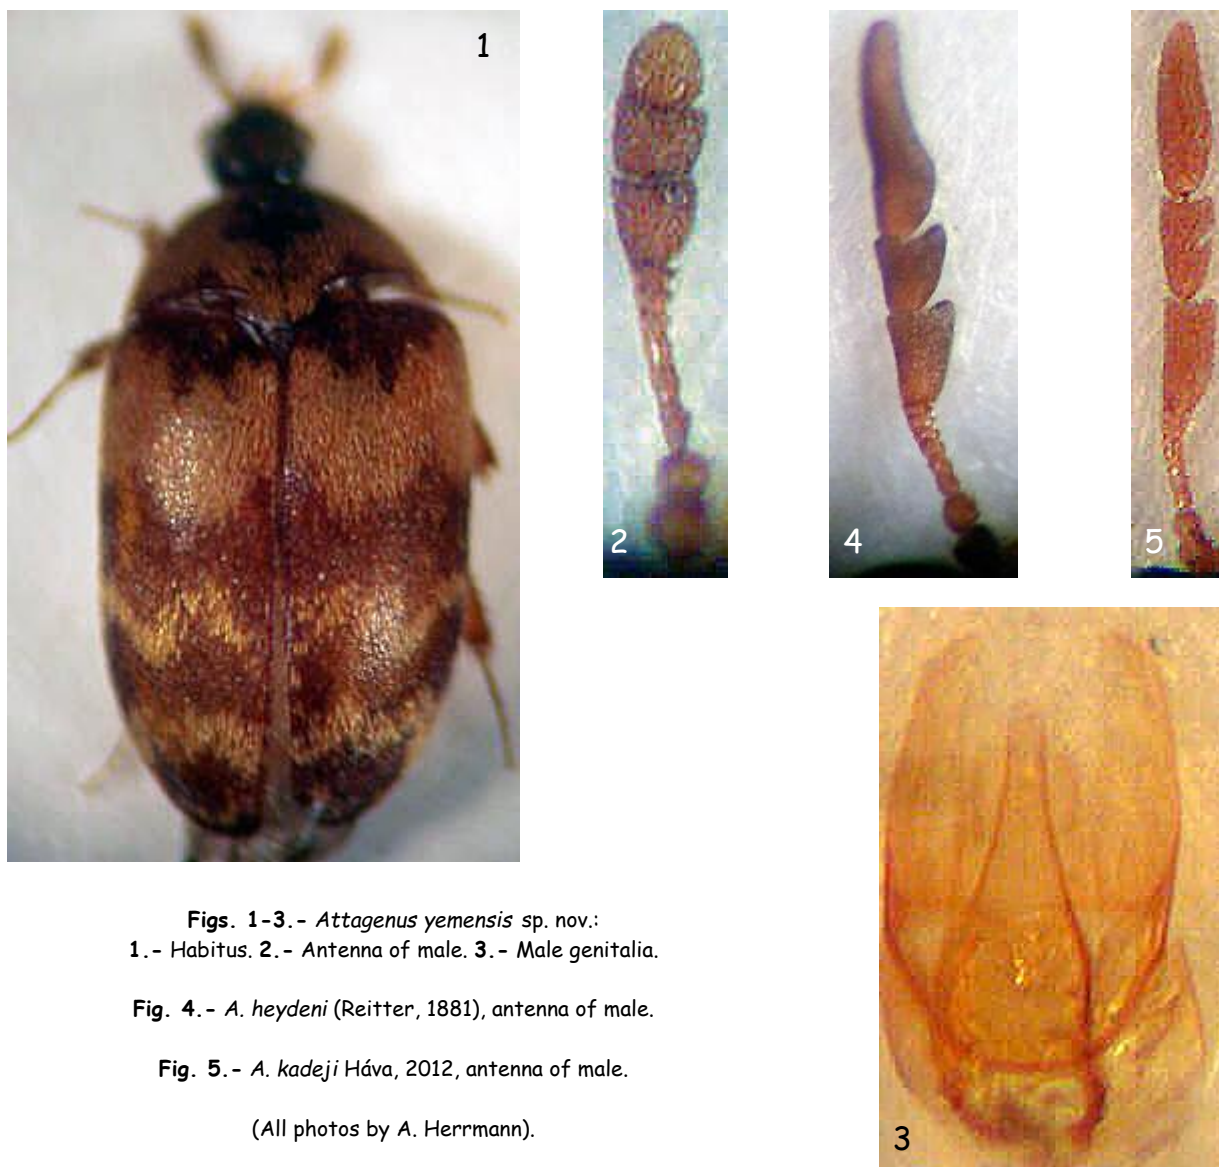 1
2
4
5
3
Figs. 1-3.- Attagenus yemensis sp. nov.:
1.- Habitus. 2.- Antenna of male. 3.- Male genitalia.
Fig. 4.- A. heydeni (Reitter, 1881), antenna of male.
Fig. 5.- A. kadeji Háva, 2012, antenna of male.
(All photos by A. Herrmann).